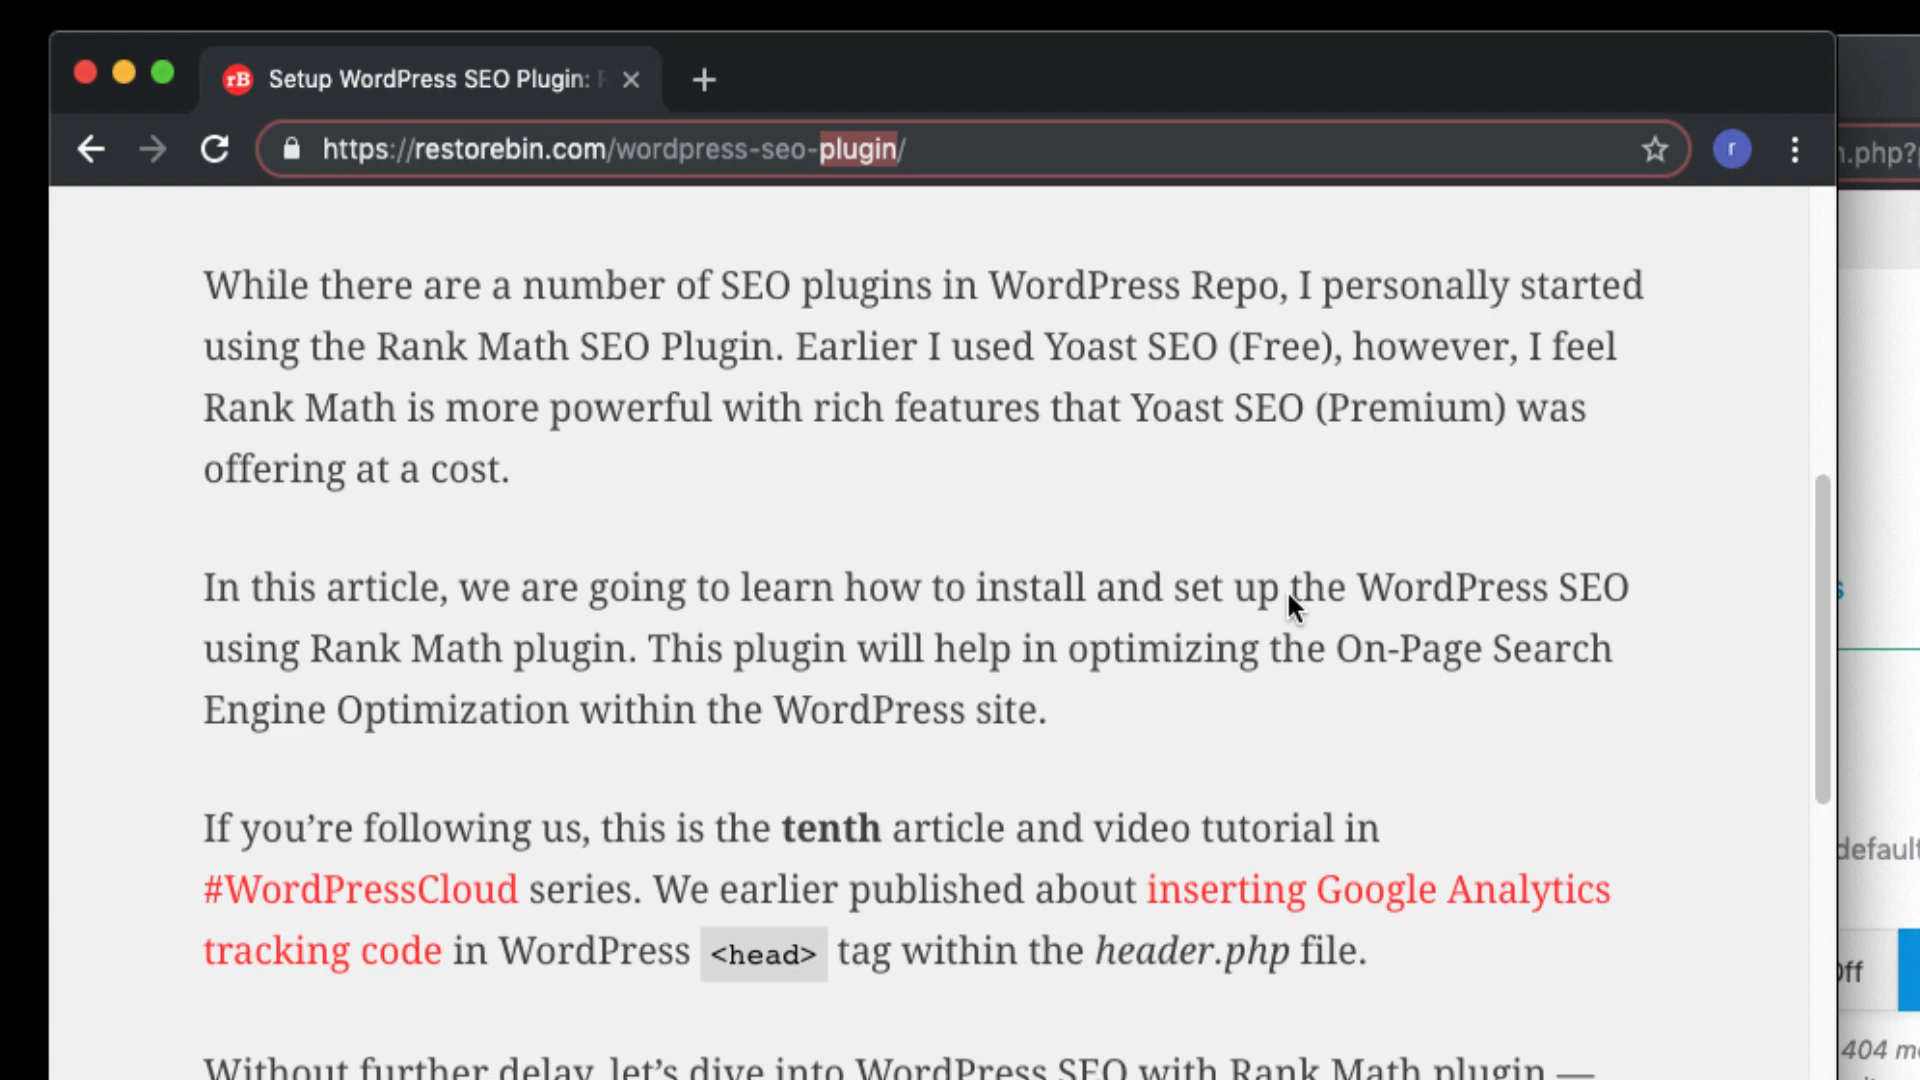 rB Setup WordPress SEO Plugin:
https://restorebin.com/wordpress-seo-plugin/
r
n.php?
While there are a number of SEO plugins in WordPress Repo, I personally started
using the Rank Math SEO Plugin. Earlier I used Yoast SEO (Free), however, I feel
Rank Math is more powerful with rich features that Yoast SEO (Premium) was
offering at a cost.
In this article, we are going to learn how to install and set up the WordPress SEO
using Rank Math plugin. This plugin will help in optimizing the On-Page Search
Engine Optimization within the WordPress site.
If you’re following us, this is the tenth article and video tutorial in
#WordPressCloud series. We earlier published about inserting Google Analytics
tracking code in WordPress <head> tag within the header.php file.
Without further delay, let’s dive into WordPress SEO with Rank Math plugin —
default
Off
404